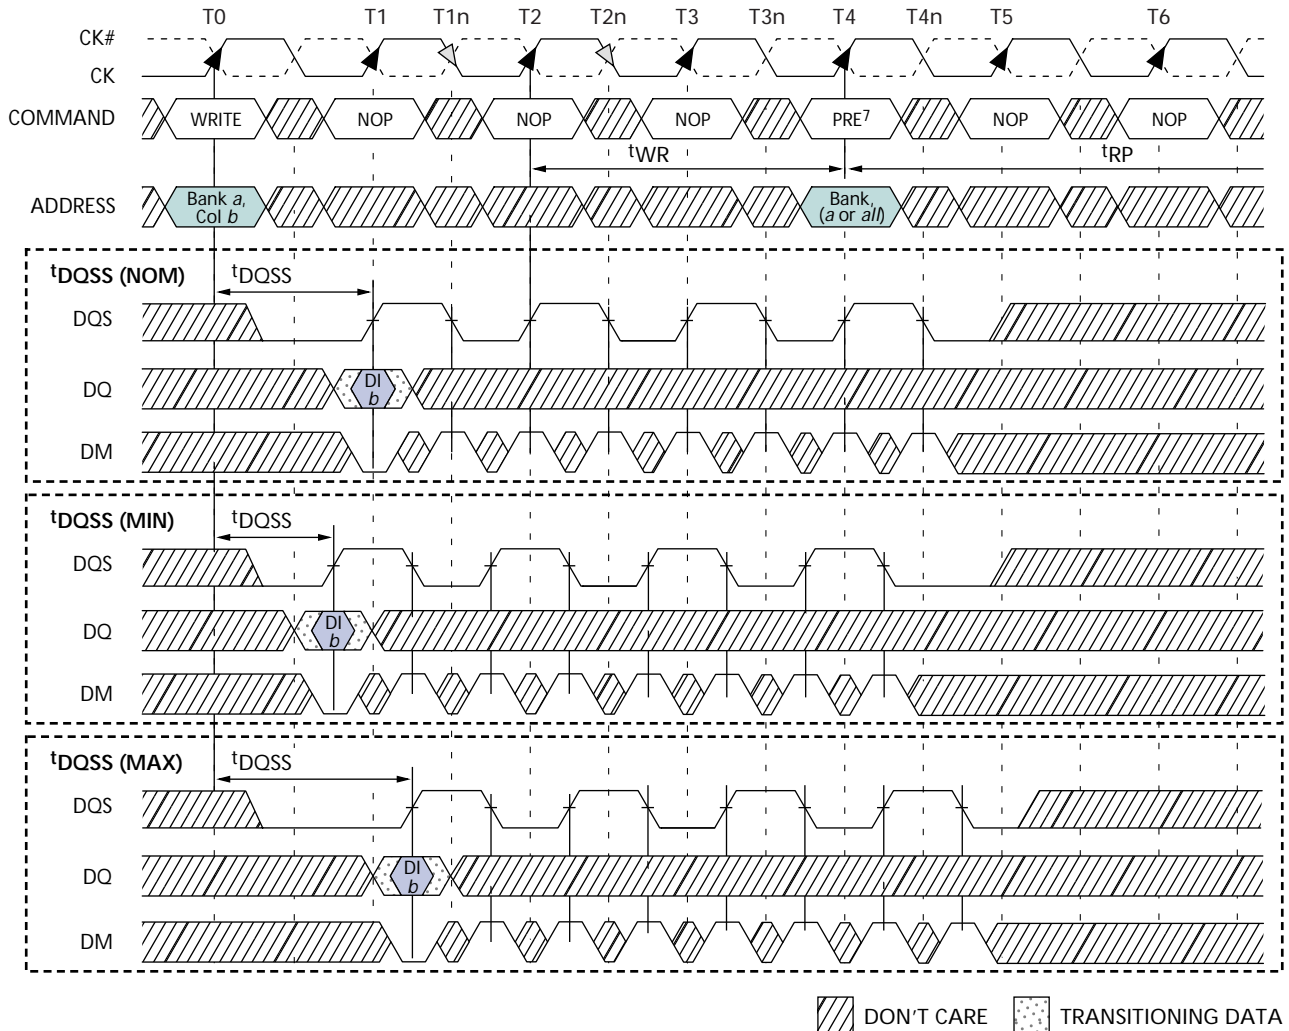 T0 T1 T1n T2 T2n T3 T3n T4 T4n T5 T6
CK#
CK
COMMAND WRITE NOP NOP NOP PRE7 NOP NOP
tWR tRP
ADDRESS Bank a, Col b Bank, (a or all)
tDQSS (NOM) tDQSS
DQS
DQ DI b
DM
tDQSS (MIN) tDQSS
DQS
DQ DI b
DM
tDQSS (MAX) tDQSS
DQS
DQ DI b
DM
DON'T CARE TRANSITIONING DATA